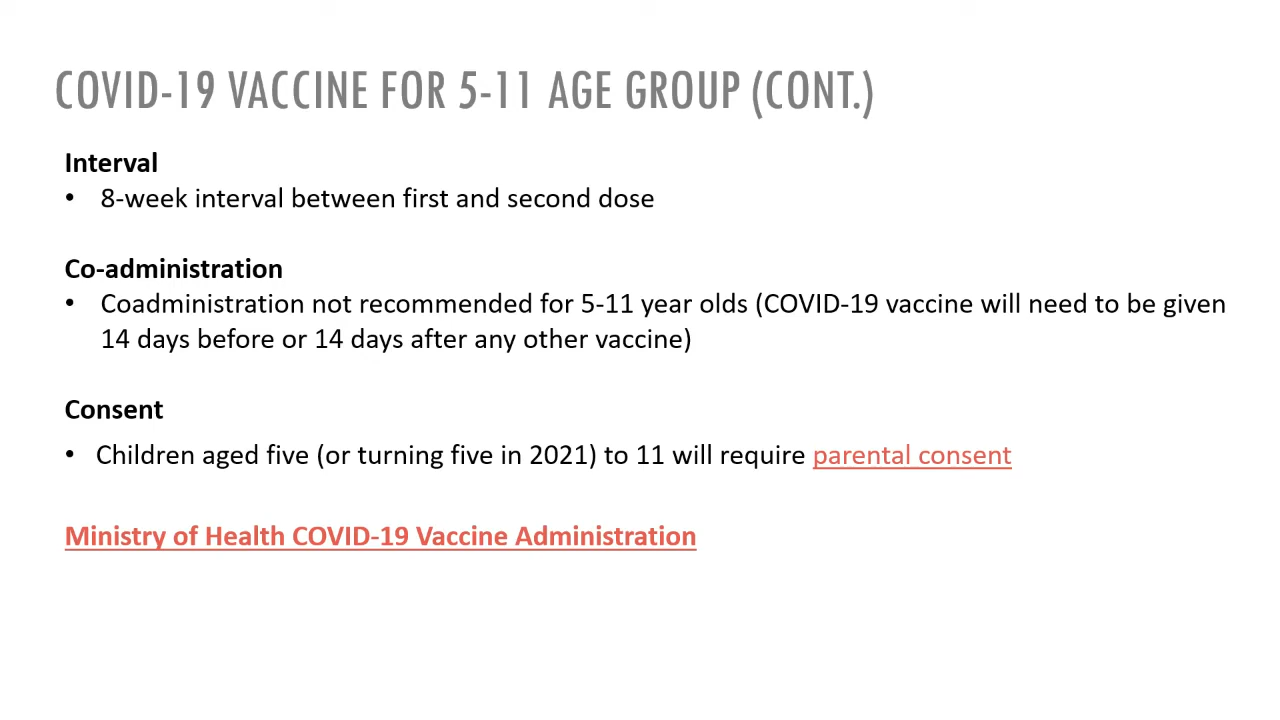 COVID-19 VACCINE FOR 5-11 AGE GROUP (CONT.)
Interval
• 8-week interval between first and second dose
Co-administration
• Coadministration not recommended for 5-11 year olds (COVID-19 vaccine will need to be given
14 days before or 14 days after any other vaccine)
Consent
• Children aged five (or turning five in 2021) to 11 will require parental consent
Ministry of Health COVID-19 Vaccine Administration